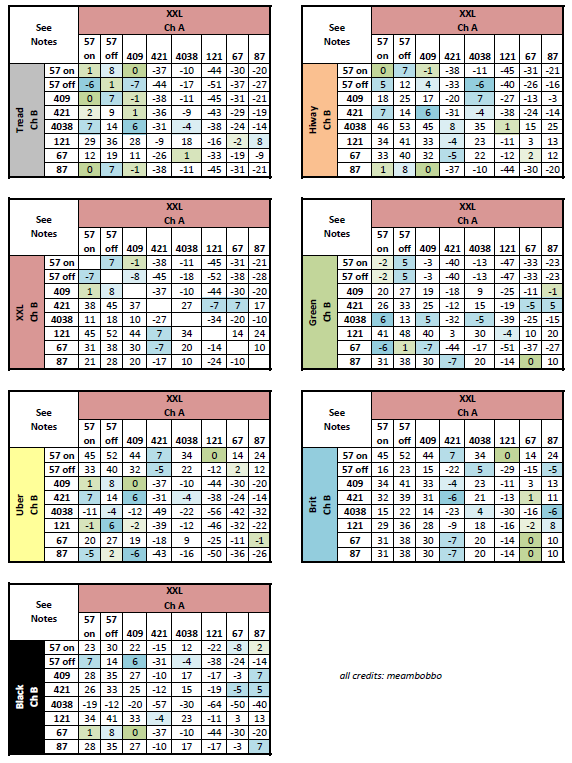 XXL
See Ch A
Notes 57 57
on off 409 421 4038 121 67 87
Tread
Ch B
57 on 1 8 0 -37 -10 -44 -30 -20
57 off -6 1 -7 -44 -17 -51 -37 -27
409 0 7 -1 -38 -11 -45 -31 -21
421 2 9 1 -36 -9 -43 -29 -19
4038 7 14 6 -31 -4 -38 -24 -14
121 29 36 28 -9 18 -16 -2 8
67 12 19 11 -26 1 -33 -19 -9
87 0 7 -1 -38 -11 -45 -31 -21
XXL
See Ch A
Notes 57 57
on off 409 421 4038 121 67 87
Hiway
Ch B
57 on 0 7 -1 -38 -11 -45 -31 -21
57 off 5 12 4 -33 -6 -40 -26 -16
409 18 25 17 -20 7 -27 -13 -3
421 7 14 6 -31 -4 -38 -24 -14
4038 46 53 45 8 35 1 15 25
121 34 41 33 -4 23 -11 3 13
67 33 40 32 -5 22 -12 2 12
87 1 8 0 -37 -10 -44 -30 -20
XXL
See Ch A
Notes 57 57
on off 409 421 4038 121 67 87
XXL
Ch B
57 on 7 -1 -38 -11 -45 -31 -21
57 off -7 -8 -45 -18 -52 -38 -28
409 1 8 -37 -10 -44 -30 -20
421 38 45 37 27 -7 7 17
4038 11 18 10 -27 -34 -20 -10
121 45 52 44 7 34 14 24
67 31 38 30 -7 20 -14 10
87 21 28 20 -17 10 -24 -10
XXL
See Ch A
Notes 57 57
on off 409 421 4038 121 67 87
Green
Ch B
57 on -2 5 -3 -40 -13 -47 -33 -23
57 off -2 5 -3 -40 -13 -47 -33 -23
409 20 27 19 -18 9 -25 -11 -1
421 26 33 25 -12 15 -19 -5 5
4038 6 13 5 -32 -5 -39 -25 -15
121 41 48 40 3 30 -4 10 20
67 -6 1 -7 -44 -17 -51 -37 -27
87 31 38 30 -7 20 -14 0 10
XXL
See Ch A
Notes 57 57
on off 409 421 4038 121 67 87
Uber
Ch B
57 on 45 52 44 7 34 0 14 24
57 off 33 40 32 -5 22 -12 2 12
409 1 8 0 -37 -10 -44 -30 -20
421 7 14 6 -31 -4 -38 -24 -14
4038 -11 -4 -12 -49 -22 -56 -42 -32
121 -1 6 -2 -39 -12 -46 -32 -22
67 20 27 19 -18 9 -25 -11 -1
87 -5 2 -6 -43 -16 -50 -36 -26
XXL
See Ch A
Notes 57 57
on off 409 421 4038 121 67 87
Brit
Ch B
57 on 45 52 44 7 34 0 14 24
57 off 16 23 15 -22 5 -29 -15 -5
409 34 41 33 -4 23 -11 3 13
421 32 39 31 -6 21 -13 1 11
4038 15 22 14 -23 4 -30 -16 -6
121 29 36 28 -9 18 -16 -2 8
67 31 38 30 -7 20 -14 0 10
87 31 38 30 -7 20 -14 0 10
XXL
See Ch A
Notes 57 57
on off 409 421 4038 121 67 87
Black
Ch B
57 on 23 30 22 -15 12 -22 -8 2
57 off 7 14 6 -31 -4 -38 -24 -14
409 28 35 27 -10 17 -17 -3 7
421 26 33 25 -12 15 -19 -5 5
4038 -19 -12 -20 -57 -30 -64 -50 -40
121 34 41 33 -4 23 -11 3 13
67 1 8 0 -37 -10 -44 -30 -20
87 28 35 27 -10 17 -17 -3 7
all credits: meambobbo